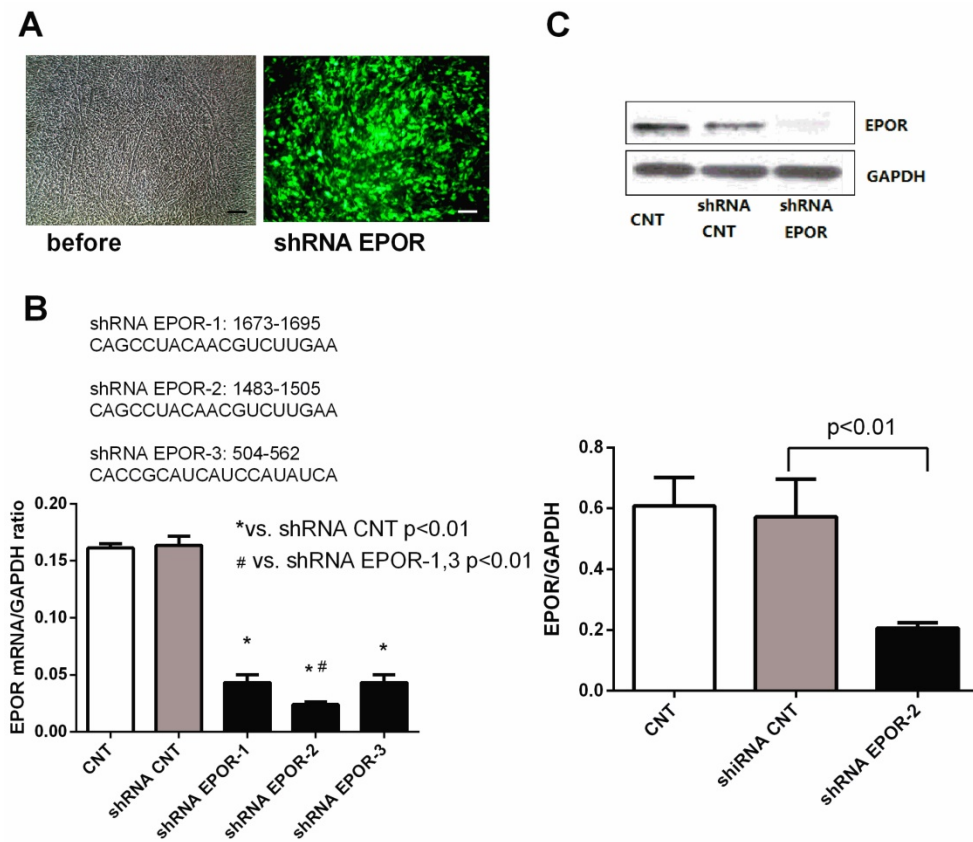 A
before
shRNA EPOR
B
shRNA EPOR-1: 1673-1695
CAGCCUACAACGUCUUGAA
shRNA EPOR-2: 1483-1505
CAGCCUACAACGUCUUGAA
shRNA EPOR-3: 504-562
CACCGCAUCAUCCAUAUCA
*vs. shRNA CNT p<0.01
# vs. shRNA EPOR-1,3 p<0.01
EPOR mRNA/GAPDH ratio
0.20
0.15
0.10
0.05
0.00
*
* #
*
CNT
shRNA CNT
shRNA EPOR-1
shRNA EPOR-2
shRNA EPOR-3
C
EPOR
GAPDH
CNT
shRNA
CNT
shRNA
EPOR
p<0.01
EPOR/GAPDH
0.8
0.6
0.4
0.2
0.0
CNT
shiRNA CNT
shRNA EPOR-2